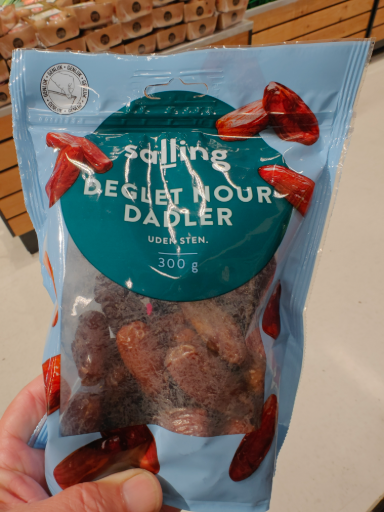 salling
DEGLET NOUR
DADLER
UDEN STEN.
300 g